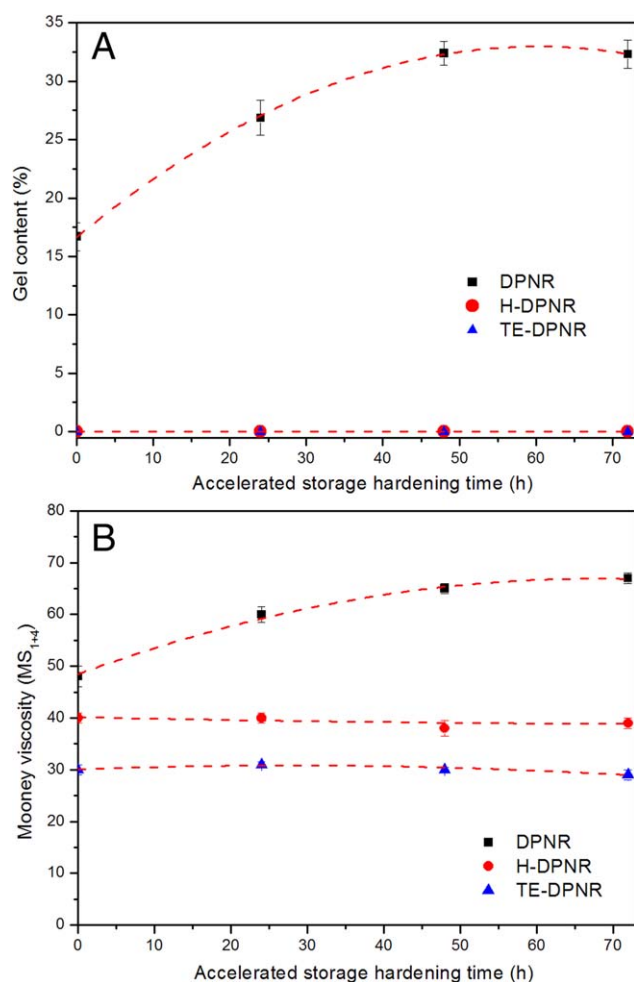 A
Gel content (%)
35
30
25
20
15
10
5
0
DPNR
H-DPNR
TE-DPNR
0 10 20 30 40 50 60 70
Accelerated storage hardening time (h)
B
Mooney viscosity (MS1+4)
80
70
60
50
40
30
20
10
0
DPNR
H-DPNR
TE-DPNR
0 10 20 30 40 50 60 70
Accelerated storage hardening time (h)